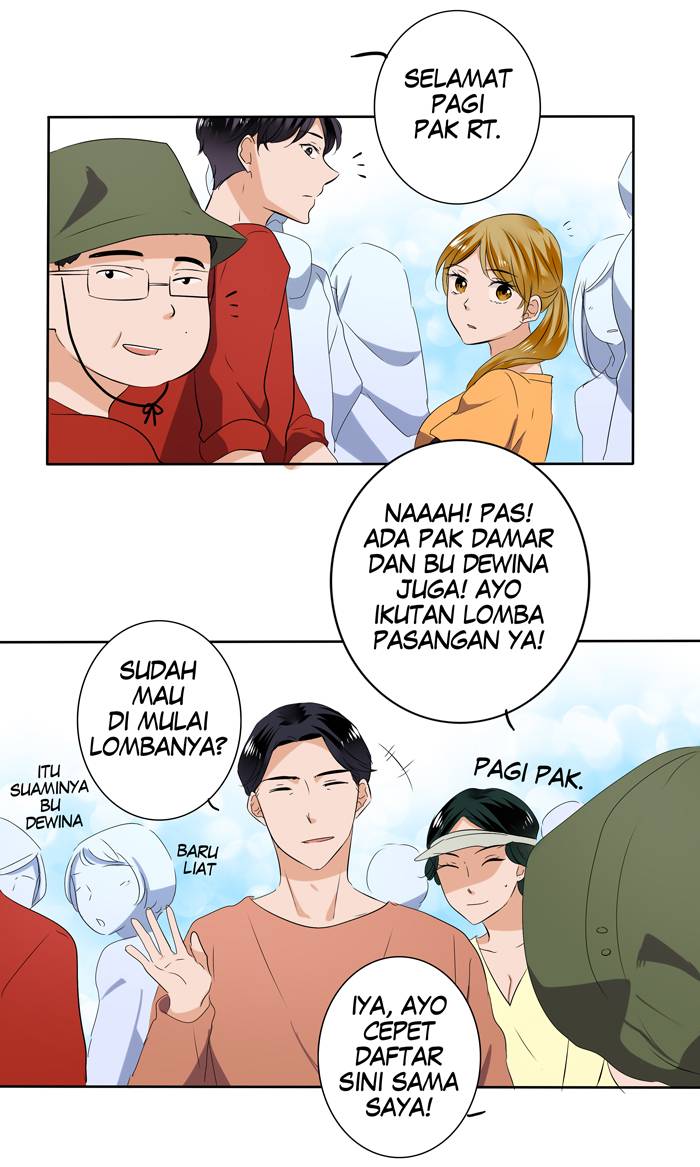 SELAMAT
PAGI
PAK RT.
NAAAH! PAS!
ADA PAK DAMAR
DAN BU DEWINA
JUGA! AYO
IKUTAN LOMBA
PASANGAN YA!
SUDAH
MAU
DI MULAI
LOMBANYA?
ITU
SUAMINYA
BU
DEWINA
BARU
LIAT
PAGI PAK.
IYA, AYO
CEPET
DAFTAR
SINI SAMA
SAYA!